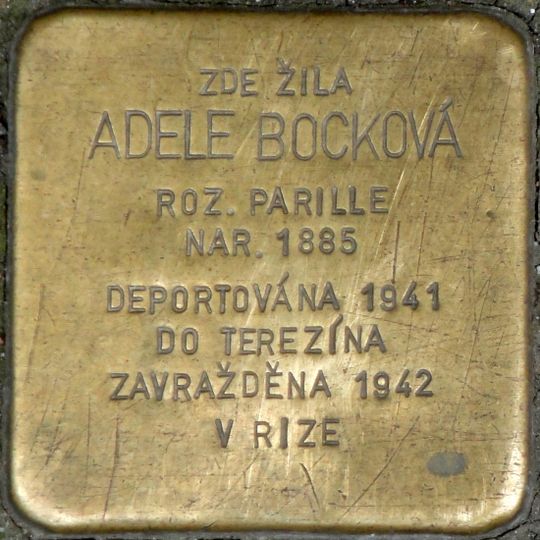 ZDE ŽILA
ADELE BOCKOVÁ
ROZ. PARILLE
NAR. 1885
DEPORTOVÁNA 1941
DO TEREZÍNA
ZAVRAŽDĚNA 1942
V RIZE